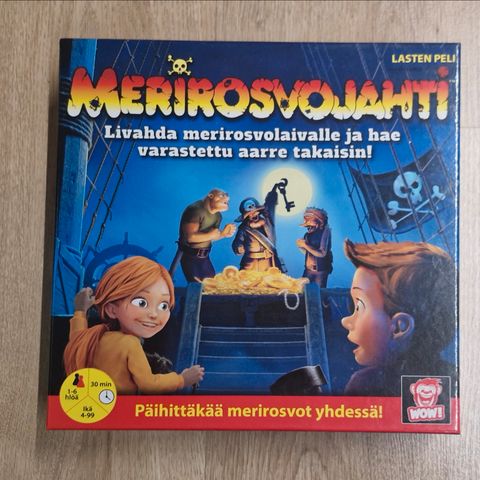 LASTEN PELI
MERIROSVOJAHTI
Livahda merirosvolaivalle ja hae
varastettu aarre takaisin!
1-6
hlöä
30 min
Ikä
4-99
Päihittäkää merirosvot yhdessä!
WOW!